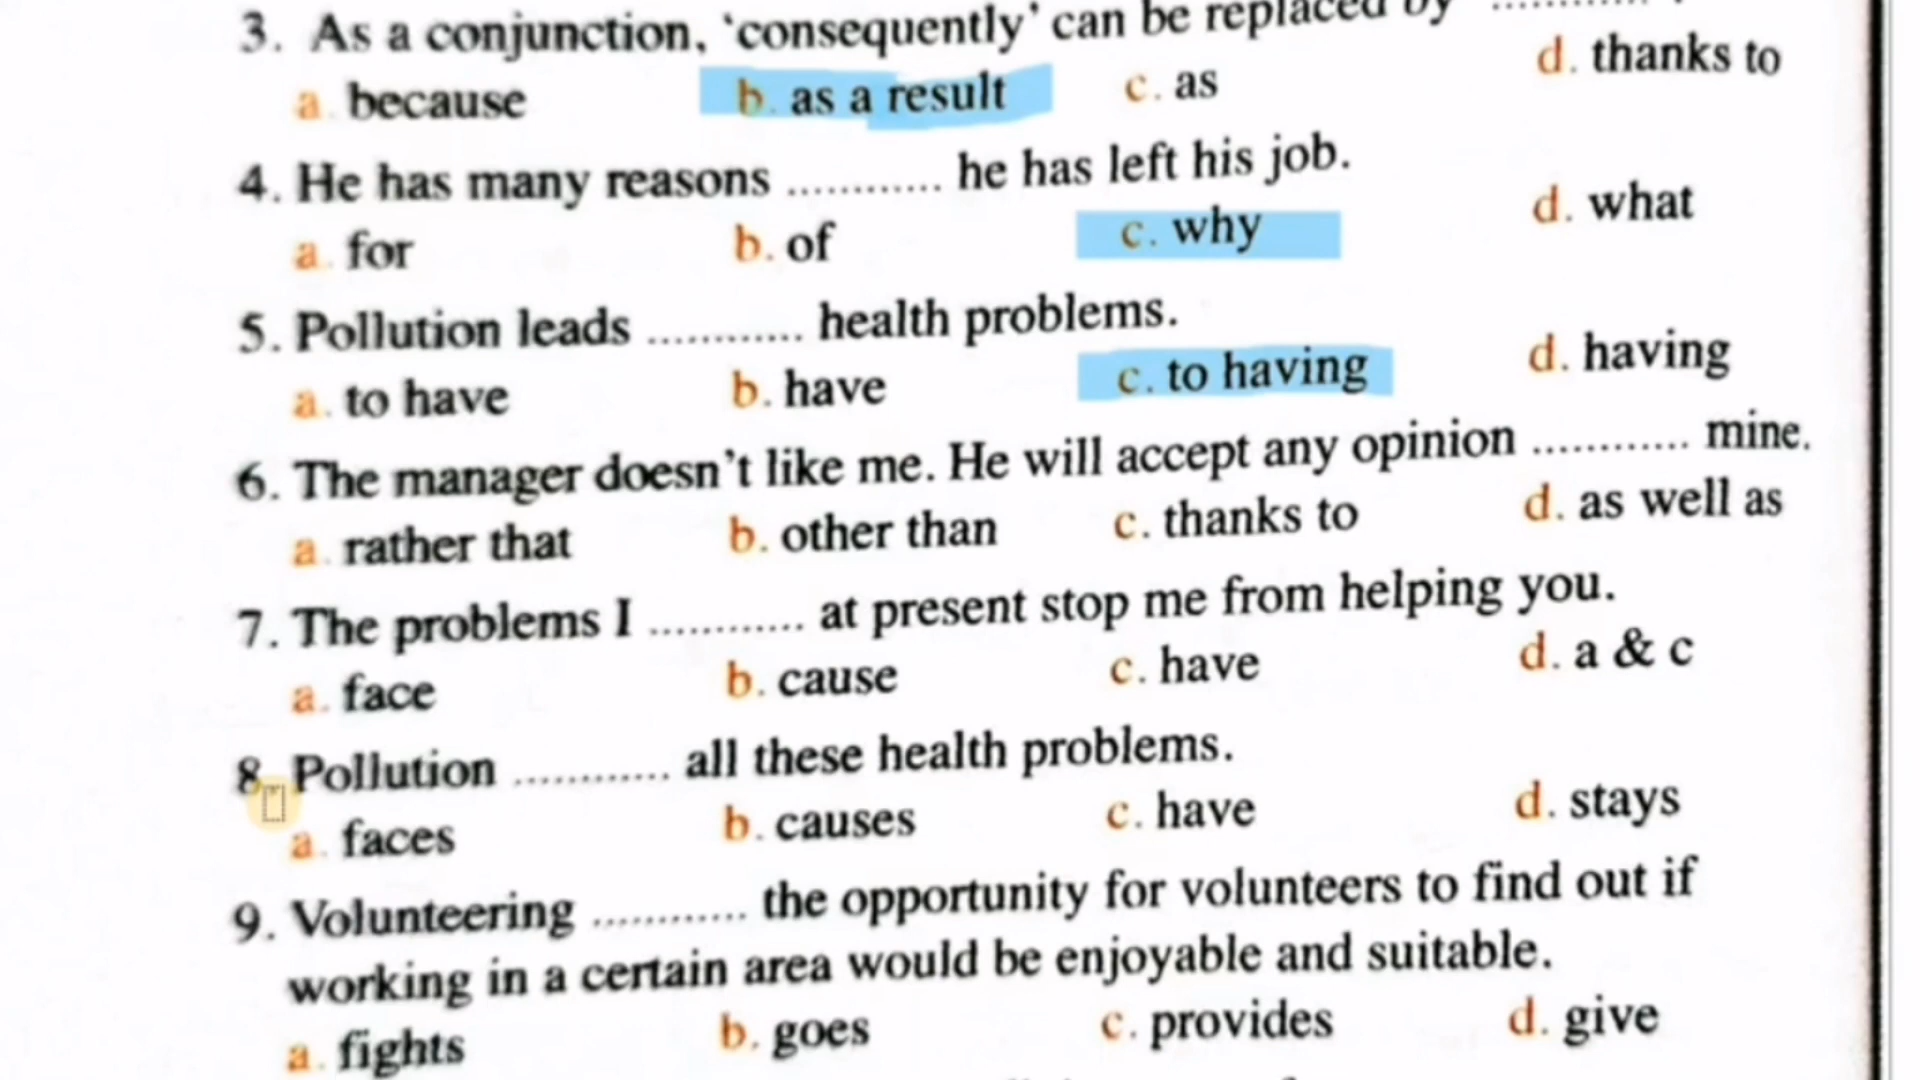 3. As a conjunction, ‘consequently’ can be replaced by ............ .
a. because b. as a result c. as d. thanks to
4. He has many reasons ............ he has left his job.
a. for b. of c. why d. what
5. Pollution leads ............ health problems.
a. to have b. have c. to having d. having
6. The manager doesn’t like me. He will accept any opinion ............ mine.
a. rather that b. other than c. thanks to d. as well as
7. The problems I ............ at present stop me from helping you.
a. face b. cause c. have d. a & c
8. Pollution ............ all these health problems.
a. faces b. causes c. have d. stays
9. Volunteering ............ the opportunity for volunteers to find out if
working in a certain area would be enjoyable and suitable.
a. fights b. goes c. provides d. give